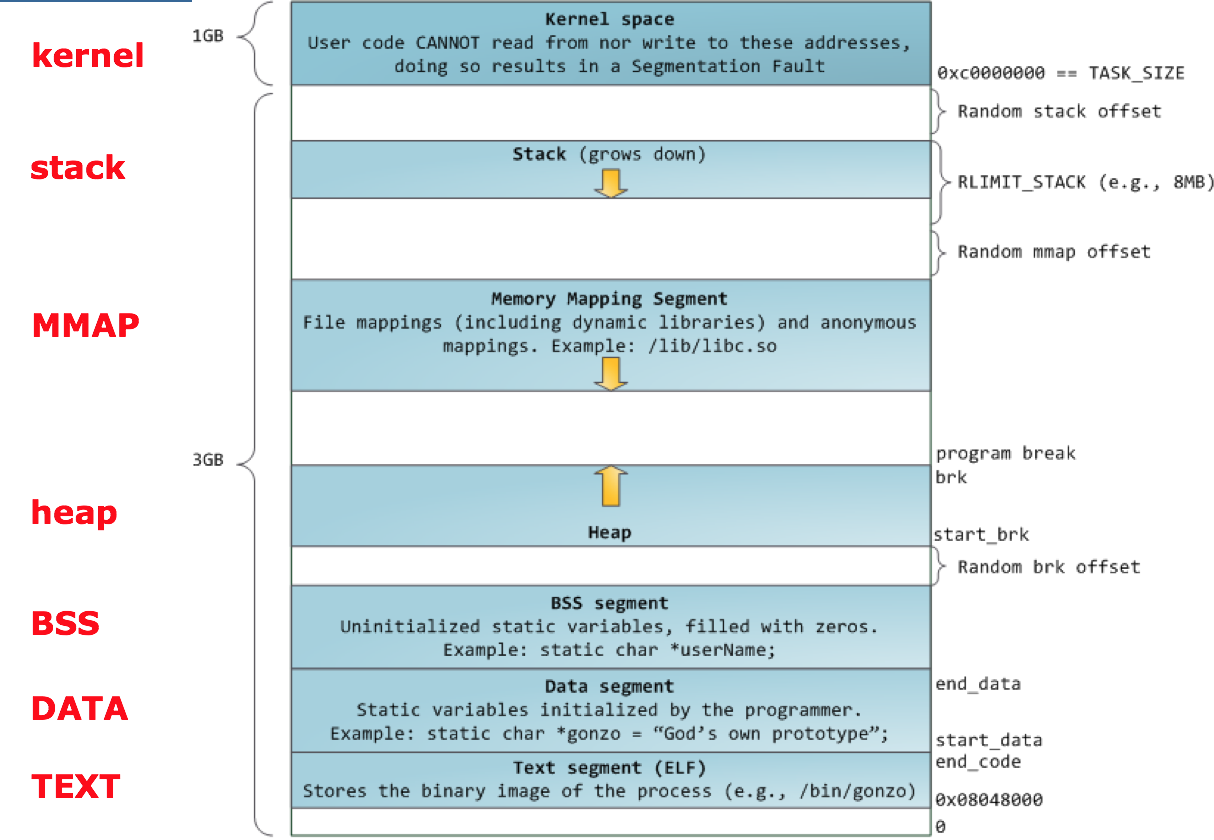 kernel
1GB
Kernel space
User code CANNOT read from nor write to these addresses,
doing so results in a Segmentation Fault
0xc0000000 == TASK_SIZE
Random stack offset
stack
Stack (grows down)
RLIMIT_STACK (e.g., 8MB)
Random mmap offset
MMAP
Memory Mapping Segment
File mappings (including dynamic libraries) and anonymous
mappings. Example: /lib/libc.so
3GB
program break
brk
heap
Heap
start_brk
Random brk offset
BSS
BSS segment
Uninitialized static variables, filled with zeros.
Example: static char *userName;
DATA
Data segment
Static variables initialized by the programmer.
Example: static char *gonzo = “God’s own prototype”;
end_data
start_data
TEXT
Text segment (ELF)
Stores the binary image of the process (e.g., /bin/gonzo)
end_code
0x08048000
0